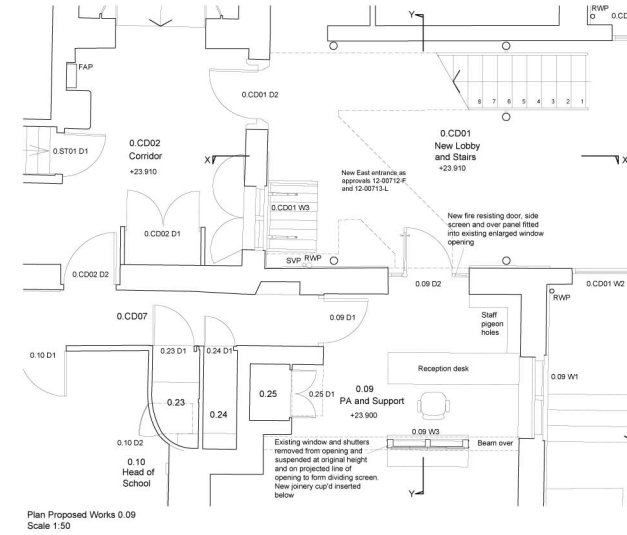 Y
RWP
0.CD
FAP
0.CD01 D2
8 7 6 5 4 3 2 1
0.ST01 D1
0.CD02
Corridor
+23.910
0.CD01
New Lobby
and Stairs
+23.910
X
X
New East entrance as
approvals 12-00712-F
and 12-00713-L
0.CD01 W3
New fire resisting door, side
screen and over panel fitted
into existing enlarged window
opening
0.CD02 D1
SVP RWP
0.CD02 D2
0.09 D2
0.CD01 W2
RWP
0.CD07
0.09 D1
Staff
pigeon
holes
0.10 D1
0.23 D1
0.24 D1
Reception desk
0.09 W1
0.23
0.24
0.25
0.25 D1
0.09
PA and Support
+23.900
0.10 D2
0.09 W3
Existing window and shutters
removed from opening and
suspended at original height
and on projected line of
opening to form dividing screen.
New joinery cup'd inserted
below
Beam over
0.10
Head of
School
Y
Plan Proposed Works 0.09
Scale 1:50